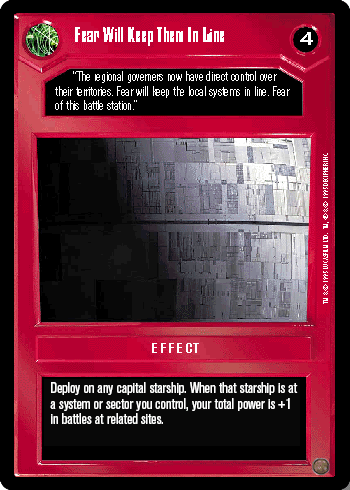 Fear Will Keep Them In Line
4
"The regional governers now have direct control over
their territories. Fear will keep the local systems in line. Fear
of this battle station."
EFFECT
Deploy on any capital starship. When that starship is at
a system or sector you control, your total power is +1
in battles at related sites.